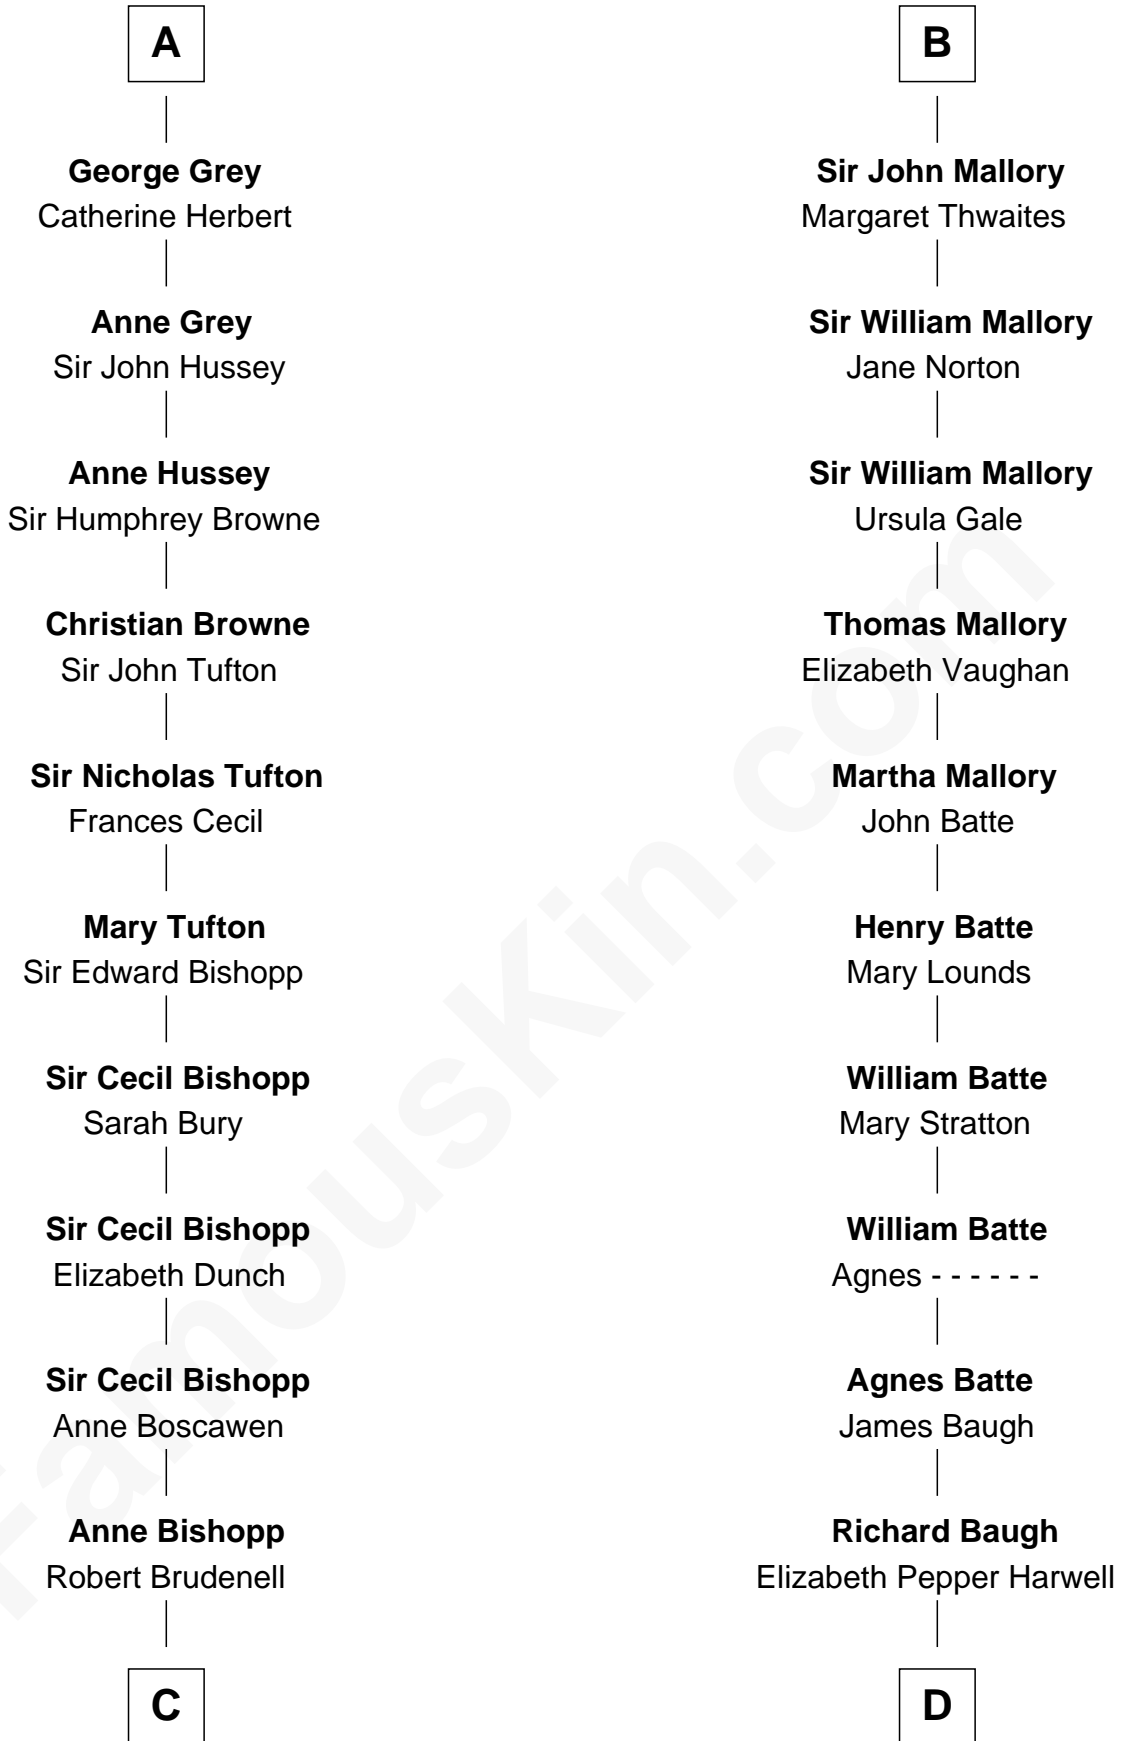 A
George Grey
Catherine Herbert
Anne Grey
Sir John Hussey
Anne Hussey
Sir Humphrey Browne
Christian Browne
Sir John Tufton
Sir Nicholas Tufton
Frances Cecil
Mary Tufton
Sir Edward Bishopp
Sir Cecil Bishopp
Sarah Bury
Sir Cecil Bishopp
Elizabeth Dunch
Sir Cecil Bishopp
Anne Boscawen
Anne Bishopp
Robert Brudenell
C
B
Sir John Mallory
Margaret Thwaites
Sir William Mallory
Jane Norton
Sir William Mallory
Ursula Gale
Thomas Mallory
Elizabeth Vaughan
Martha Mallory
John Batte
Henry Batte
Mary Lounds
William Batte
Mary Stratton
William Batte
Agnes - - - - - -
Agnes Batte
James Baugh
Richard Baugh
Elizabeth Pepper Harwell
D
FamousKin.com